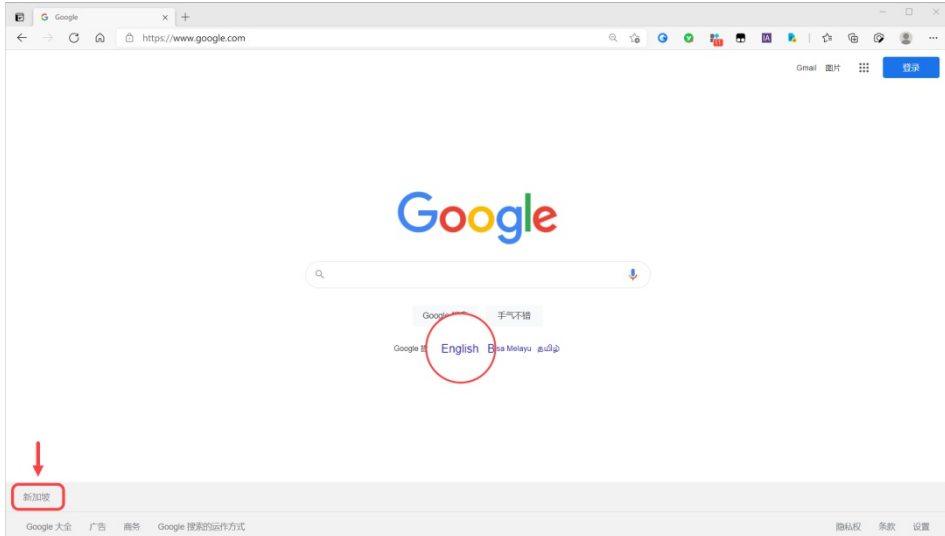 Google
https://www.google.com
Gmail 图片 登录
Google
Google 手气不错
Google English Bsa Melayu தமிழ்
新加坡
Google 大全 广告 商务 Google 搜索的运作方式 隐私权 条款 设置